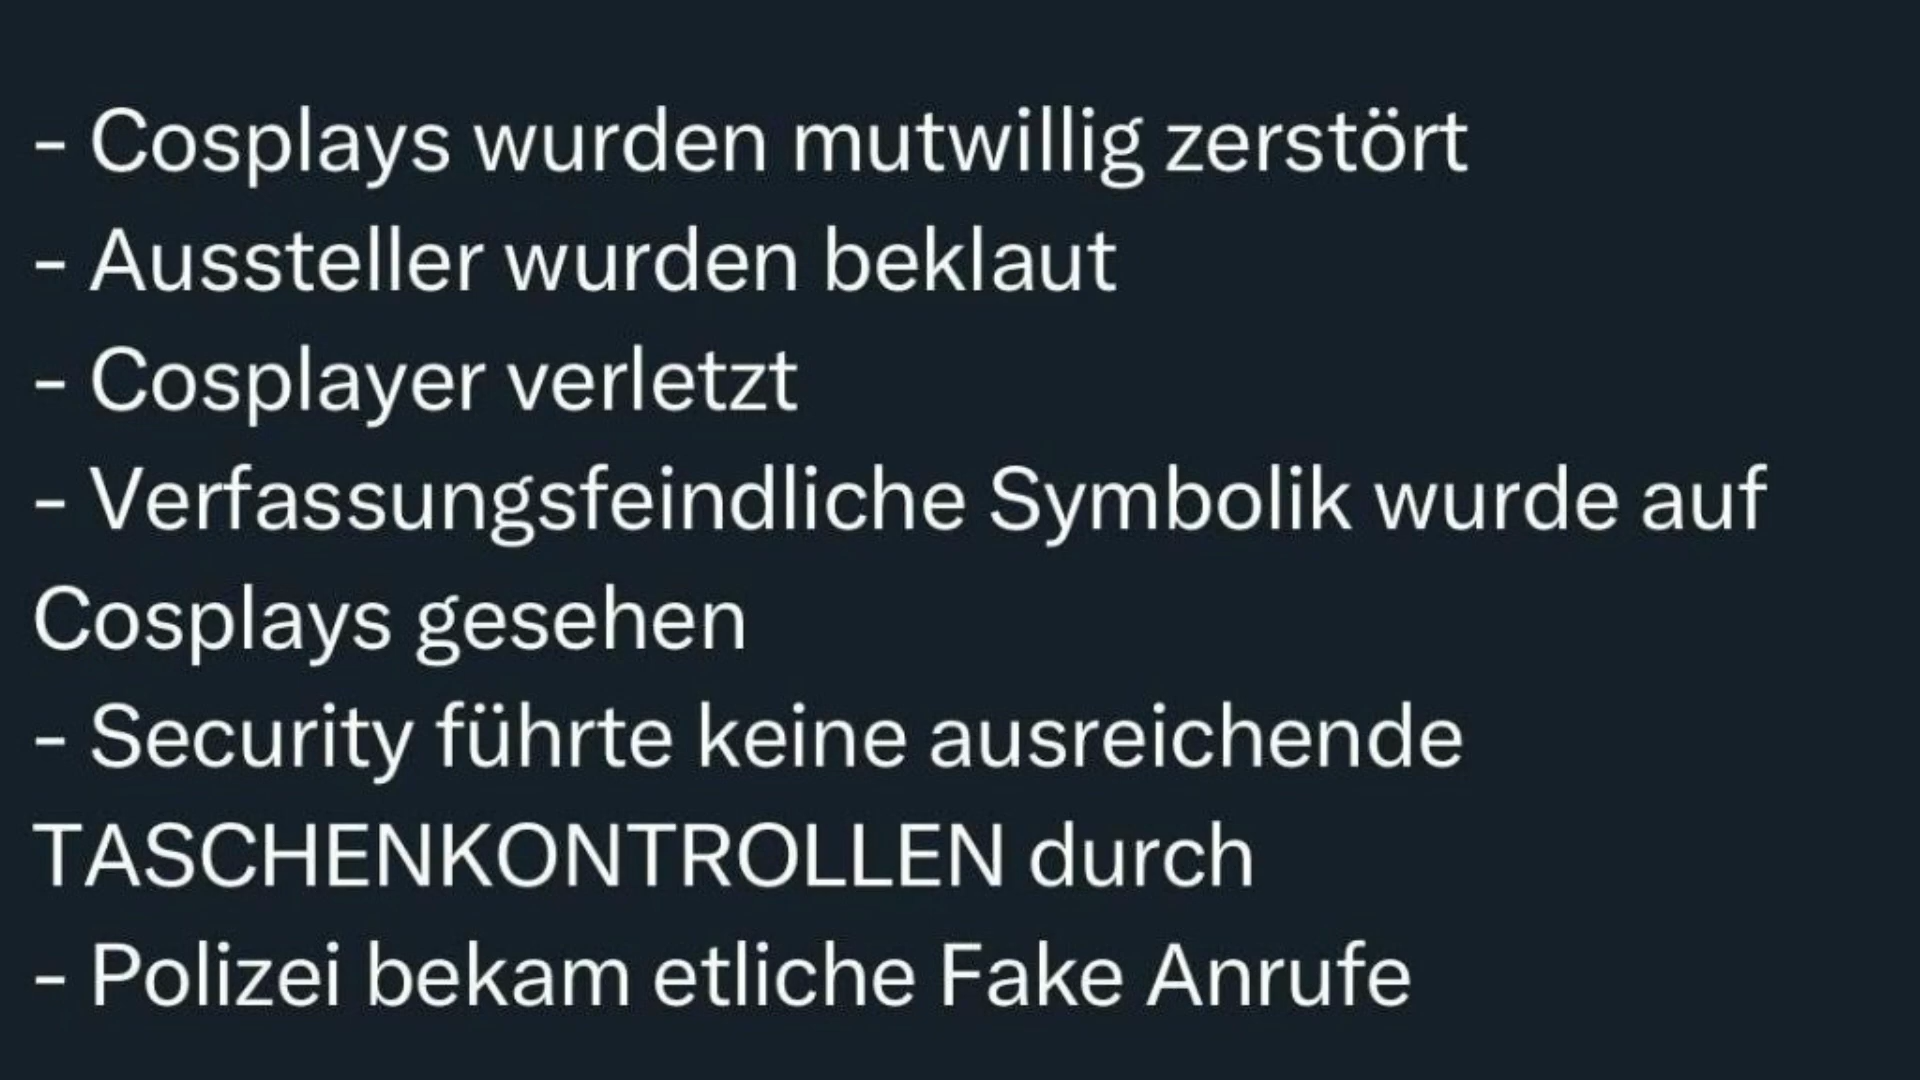 - Cosplays wurden mutwillig zerstört
- Aussteller wurden beklaut
- Cosplayer verletzt
- Verfassungsfeindliche Symbolik wurde auf
Cosplays gesehen
- Security führte keine ausreichende
TASCHENKONTROLLEN durch
- Polizei bekam etliche Fake Anrufe